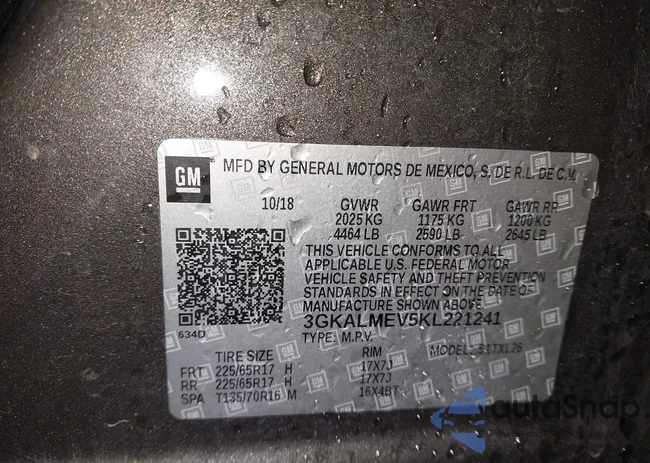 GM MFD BY GENERAL MOTORS DE MEXICO, S. DE R.L. DE C.V.
10/18 GVWR GAWR FRT GAWR RR
2025 KG 1175 KG 1200 KG
4464 LB 2590 LB 2645 LB
THIS VEHICLE CONFORMS TO ALL
APPLICABLE U.S. FEDERAL MOTOR
VEHICLE SAFETY AND THEFT PREVENTION
STANDARDS IN EFFECT ON THE DATE OF
MANUFACTURE SHOWN ABOVE.
3GKALMEV5KL221241
634D TYPE: M.P.V.
TIRE SIZE RIM MODEL: 51TXL26
FRT 225/65R17 H 17X7J
RR 225/65R17 H 17X7J
SPA T135/70R16 M 16X4BT
autaSnap